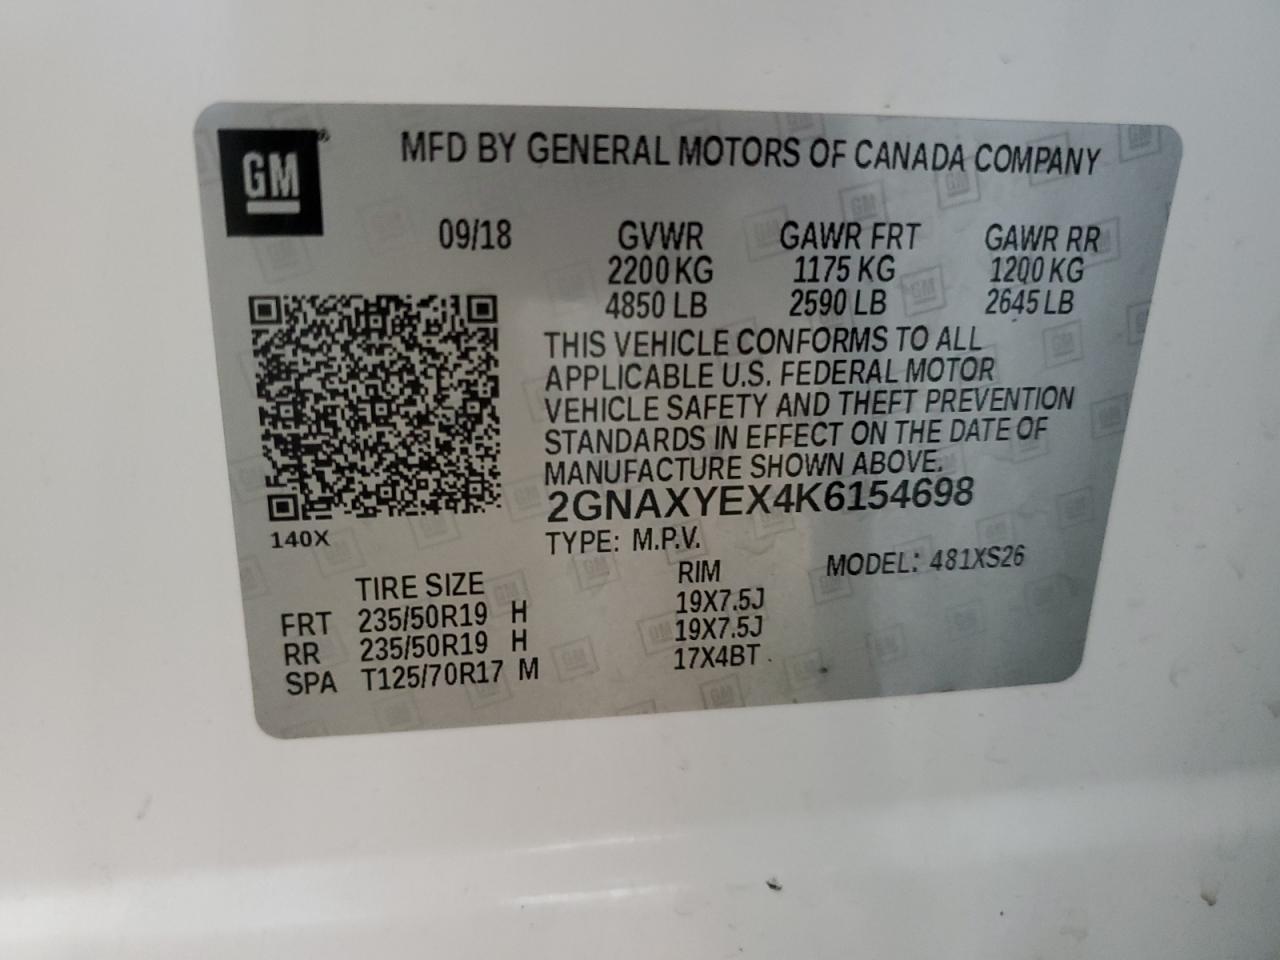 GM®
MFD BY GENERAL MOTORS OF CANADA COMPANY
09/18 GVWR GAWR FRT GAWR RR
2200 KG 1175 KG 1200 KG
4850 LB 2590 LB 2645 LB
THIS VEHICLE CONFORMS TO ALL
APPLICABLE U.S. FEDERAL MOTOR
VEHICLE SAFETY AND THEFT PREVENTION
STANDARDS IN EFFECT ON THE DATE OF
MANUFACTURE SHOWN ABOVE.
2GNAXYEX4K6154698
140X TYPE: M.P.V. MODEL: 481XS26
TIRE SIZE RIM
FRT 235/50R19 H 19X7.5J
RR 235/50R19 H 19X7.5J
SPA T125/70R17 M 17X4BT